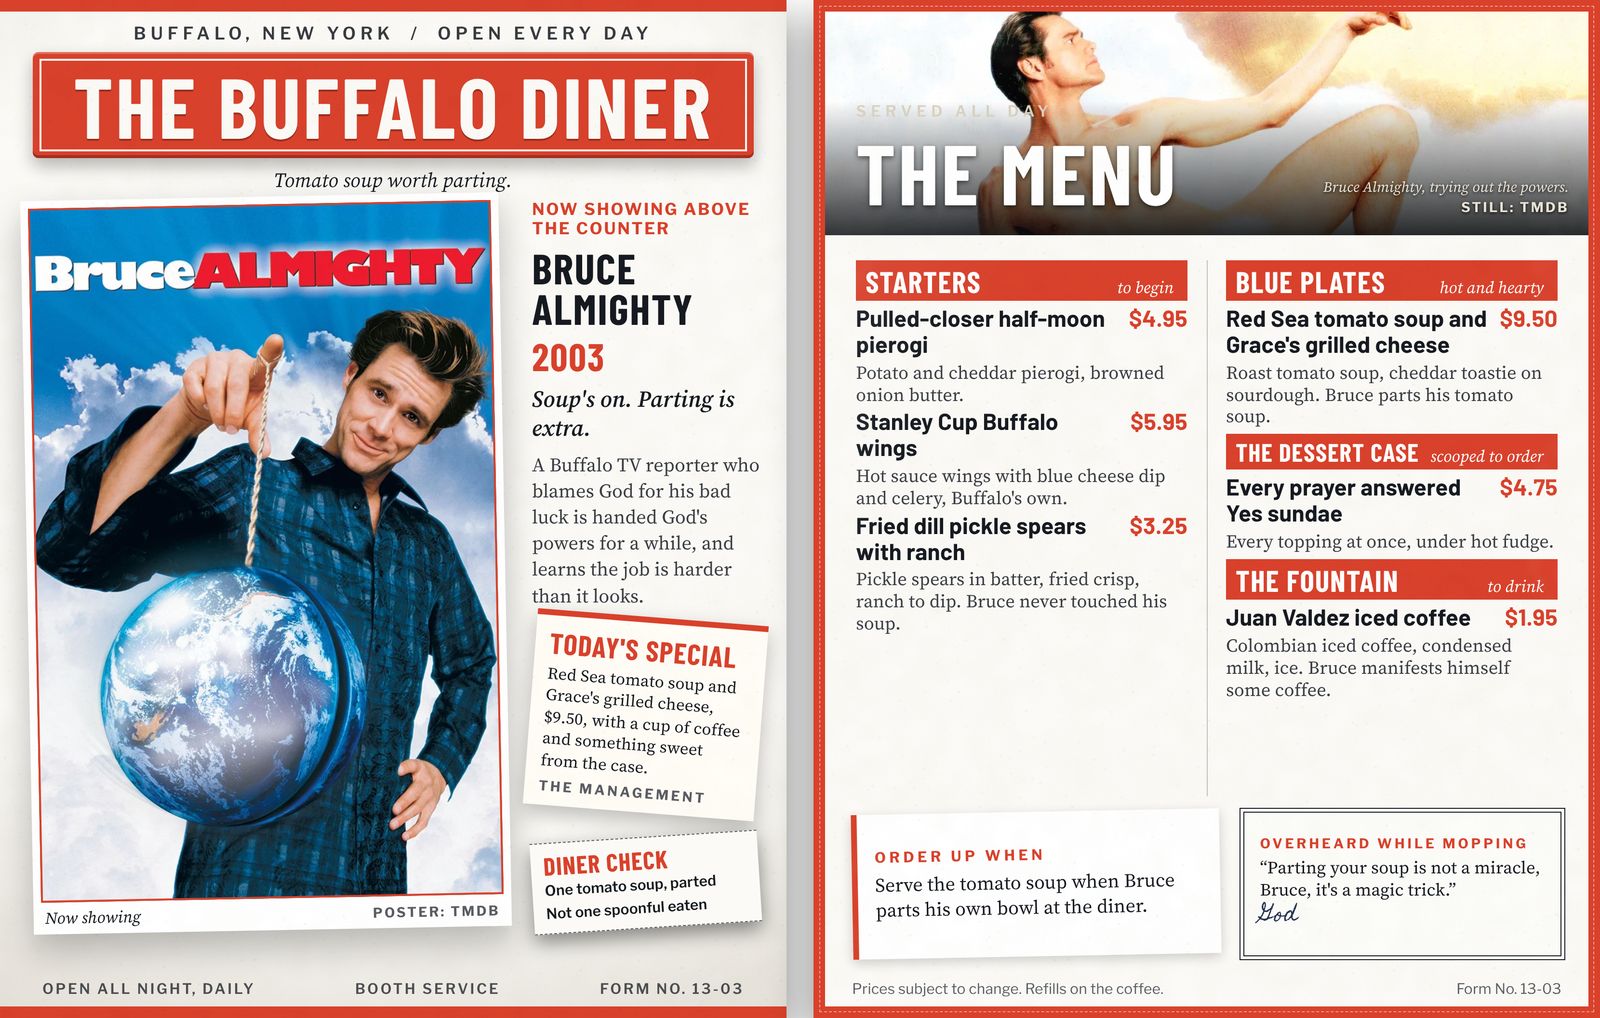 BUFFALO, NEW YORK / OPEN EVERY DAY
THE BUFFALO DINER
Tomato soup worth parting.
BruceALMIGHTY
Now showing
POSTER: TMDB
NOW SHOWING ABOVE
THE COUNTER
BRUCE
ALMIGHTY
2003
Soup's on. Parting is
extra.
A Buffalo TV reporter who
blames God for his bad
luck is handed God's
powers for a while, and
learns the job is harder
than it looks.
TODAY'S SPECIAL
Red Sea tomato soup and
Grace's grilled cheese,
$9.50, with a cup of coffee
and something sweet
from the case.
THE MANAGEMENT
DINER CHECK
One tomato soup, parted
Not one spoonful eaten
OPEN ALL NIGHT, DAILY
BOOTH SERVICE
FORM NO. 13-03
SERVED ALL DAY
THE MENU
Bruce Almighty, trying out the powers.
STILL: TMDB
STARTERS to begin
Pulled-closer half-moon $4.95
pierogi
Potato and cheddar pierogi, browned
onion butter.
Stanley Cup Buffalo $5.95
wings
Hot sauce wings with blue cheese dip
and celery, Buffalo's own.
Fried dill pickle spears $3.25
with ranch
Pickle spears in batter, fried crisp,
ranch to dip. Bruce never touched his
soup.
BLUE PLATES hot and hearty
Red Sea tomato soup and $9.50
Grace's grilled cheese
Roast tomato soup, cheddar toastie on
sourdough. Bruce parts his tomato
soup.
THE DESSERT CASE scooped to order
Every prayer answered $4.75
Yes sundae
Every topping at once, under hot fudge.
THE FOUNTAIN to drink
Juan Valdez iced coffee $1.95
Colombian iced coffee, condensed
milk, ice. Bruce manifests himself
some coffee.
ORDER UP WHEN
Serve the tomato soup when Bruce
parts his own bowl at the diner.
OVERHEARD WHILE MOPPING
“Parting your soup is not a miracle,
Bruce, it's a magic trick.”
God
Prices subject to change. Refills on the coffee.
Form No. 13-03